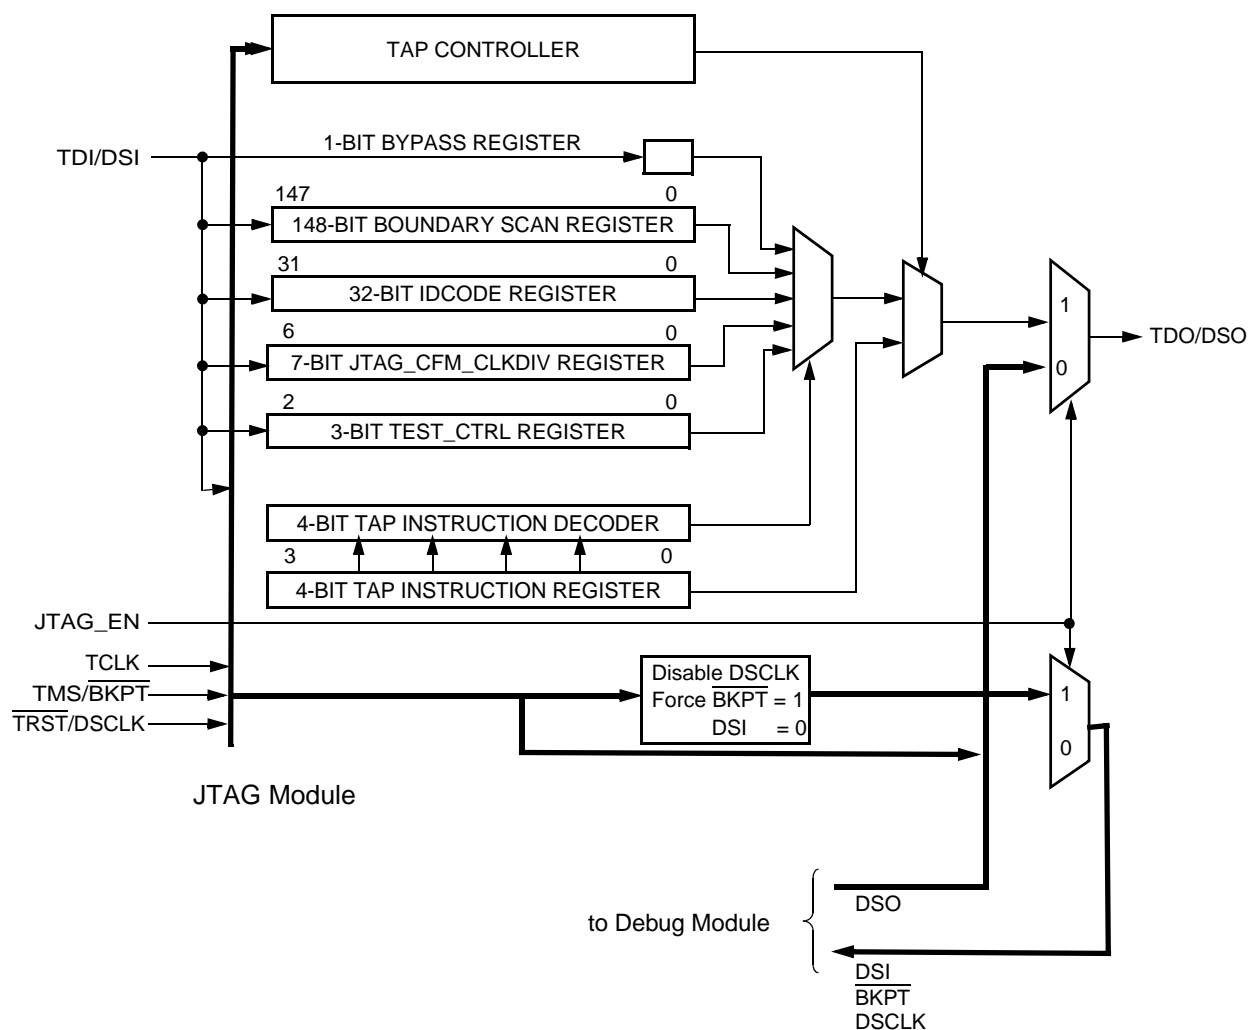 TAP CONTROLLER
1-BIT BYPASS REGISTER
TDI/DSI
147 0
148-BIT BOUNDARY SCAN REGISTER
31 0
32-BIT IDCODE REGISTER
6 0
7-BIT JTAG_CFM_CLKDIV REGISTER
2 0
3-BIT TEST_CTRL REGISTER
1
0
TDO/DSO
4-BIT TAP INSTRUCTION DECODER
3 0
4-BIT TAP INSTRUCTION REGISTER
JTAG_EN
TCLK
TMS/BKPT
TRST/DSCLK
Disable DSCLK
Force BKPT = 1
DSI = 0
1
0
JTAG Module
to Debug Module
DSO
DSI
BKPT
DSCLK